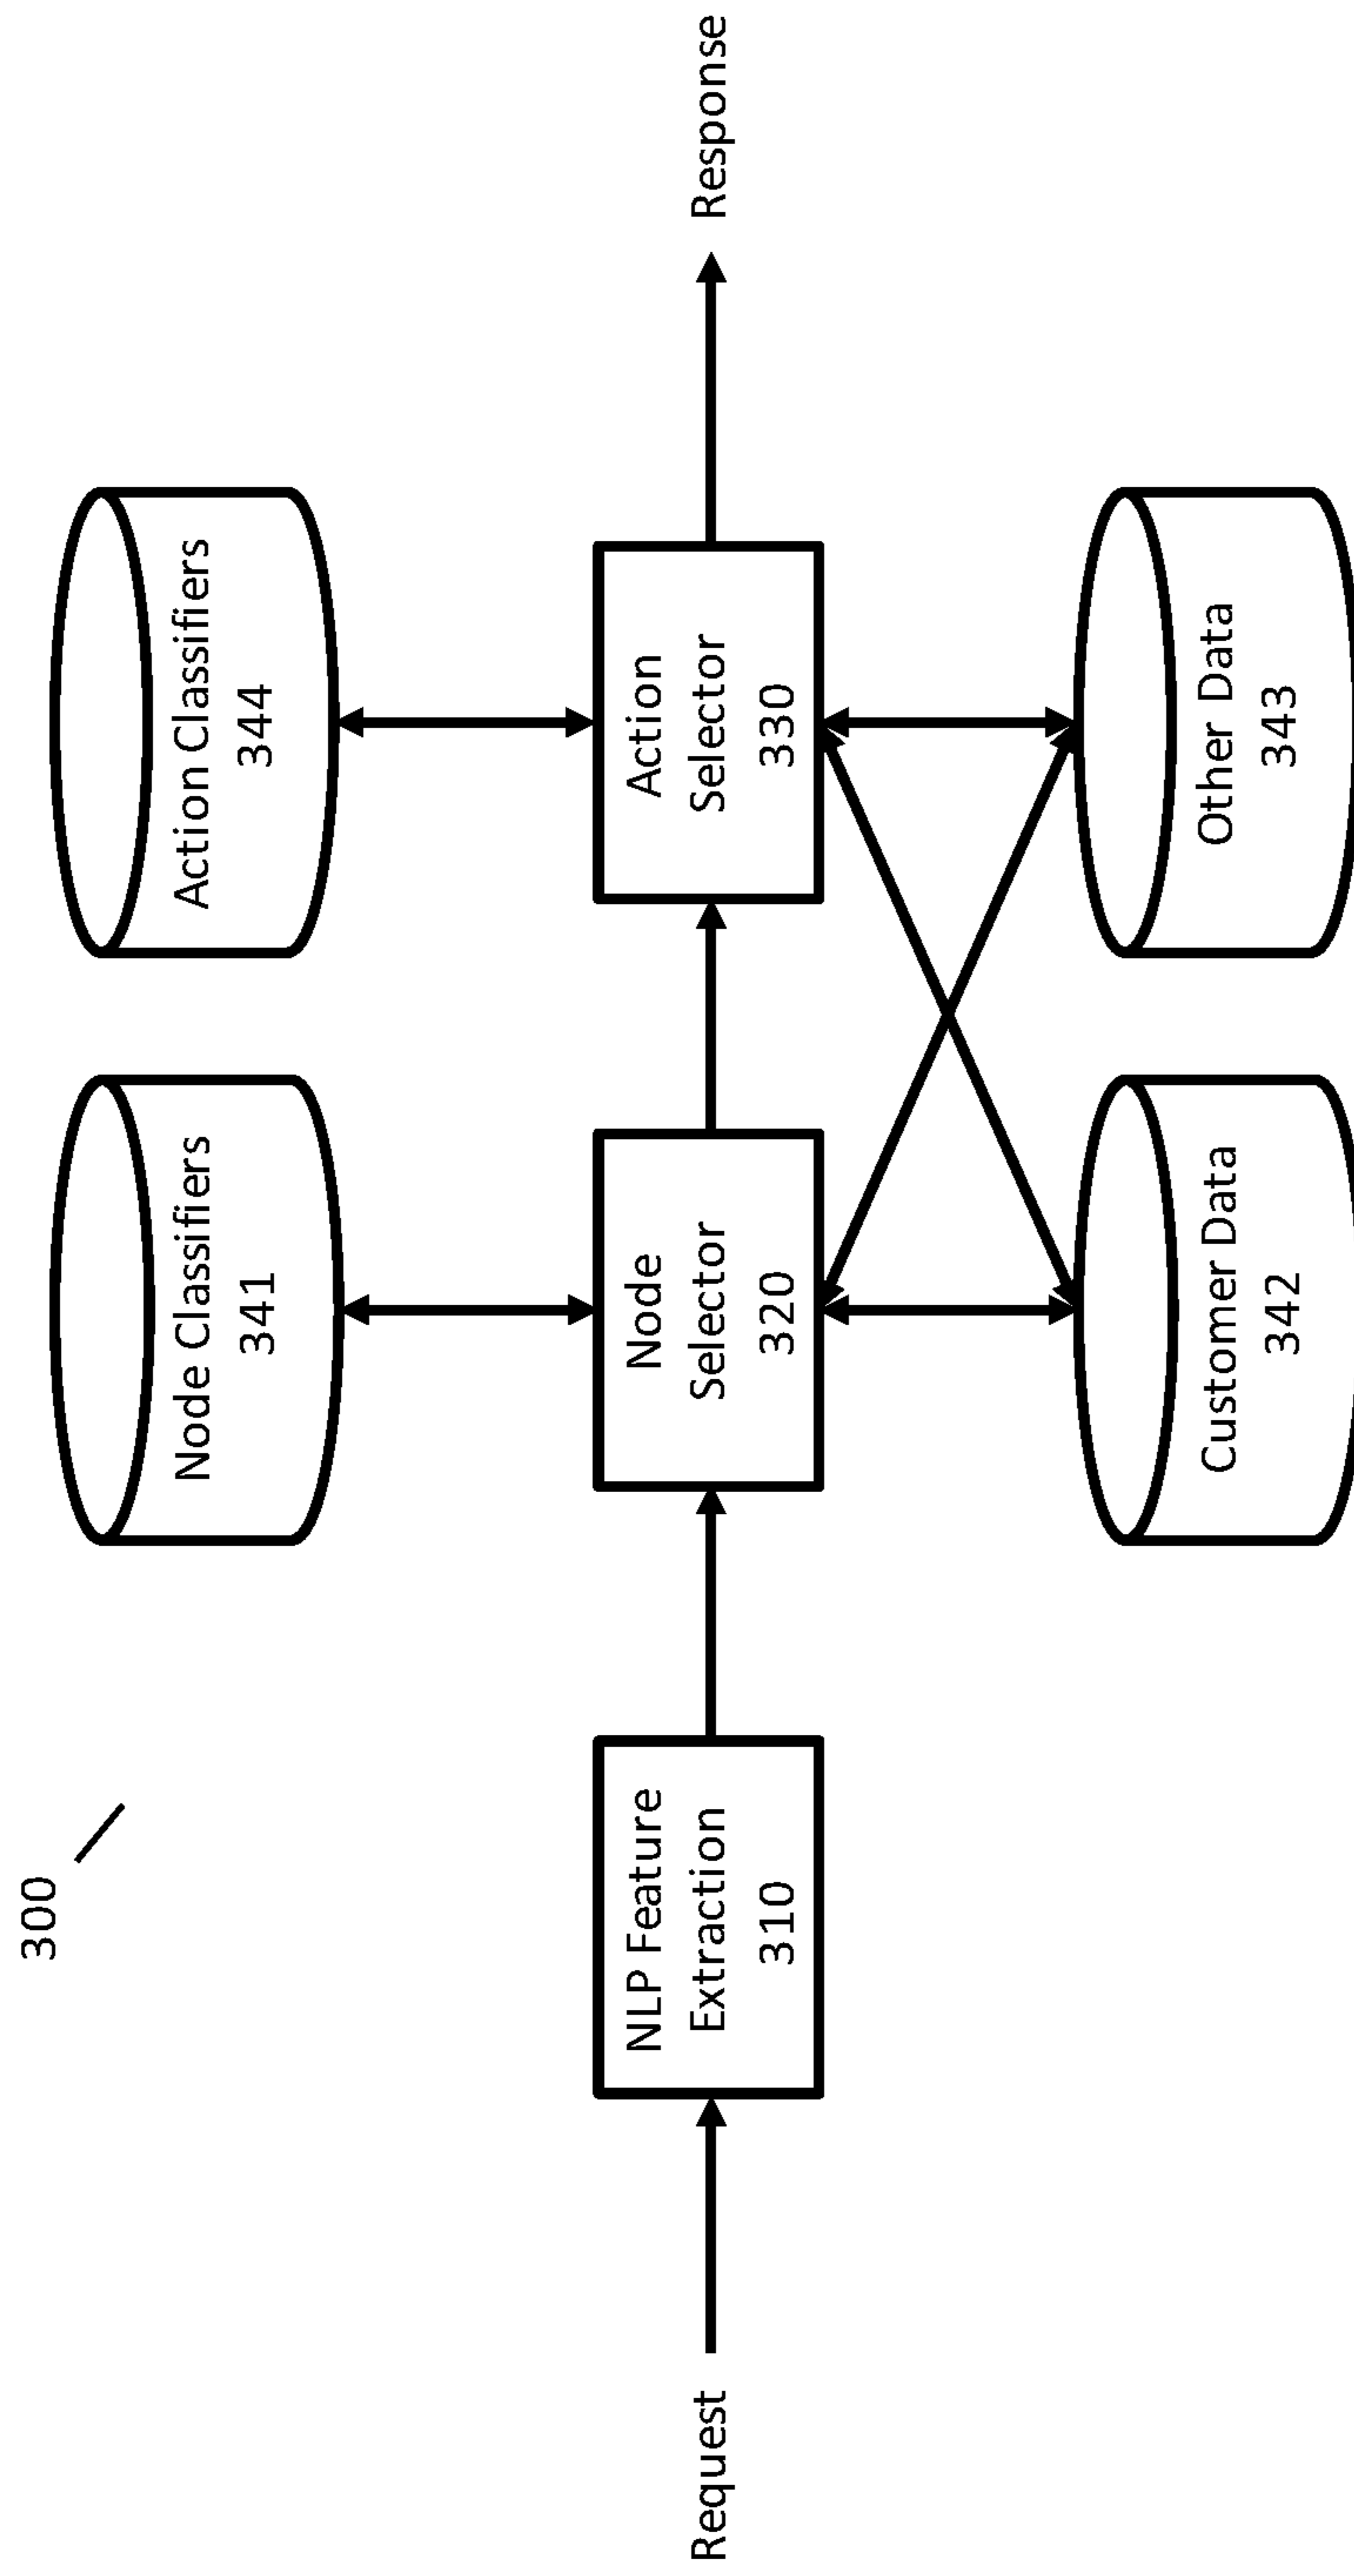 300
Node Classifiers
341
Action Classifiers
344
Request
NLP Feature
Extraction
310
Node
Selector
320
Action
Selector
330
Response
Customer Data
342
Other Data
343